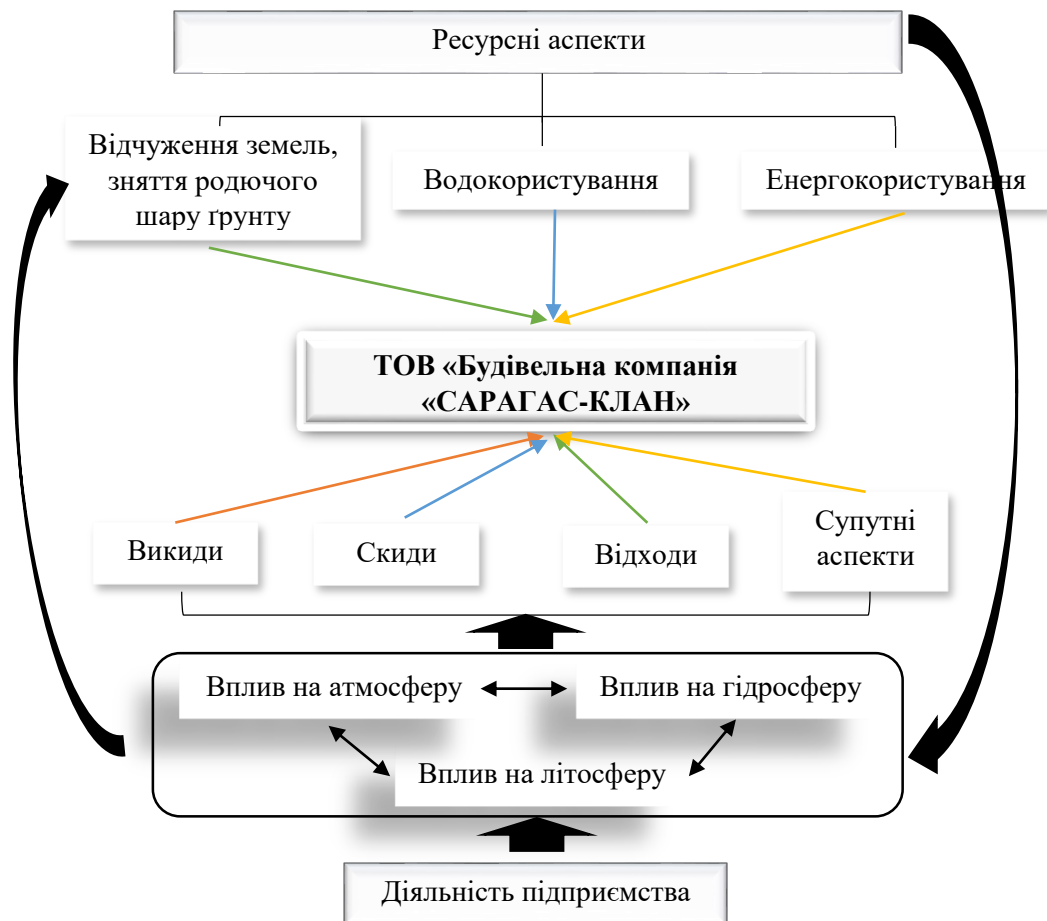 Ресурсні аспекти
Відчуження земель,
зняття родючого
шару ґрунту
Водокористування
Енергокористування
ТОВ «Будівельна компанія
«САРАГАС-КЛАН»
Викиди
Скиди
Відходи
Супутні
аспекти
Вплив на атмосферу
Вплив на гідросферу
Вплив на літосферу
Діяльність підприємства